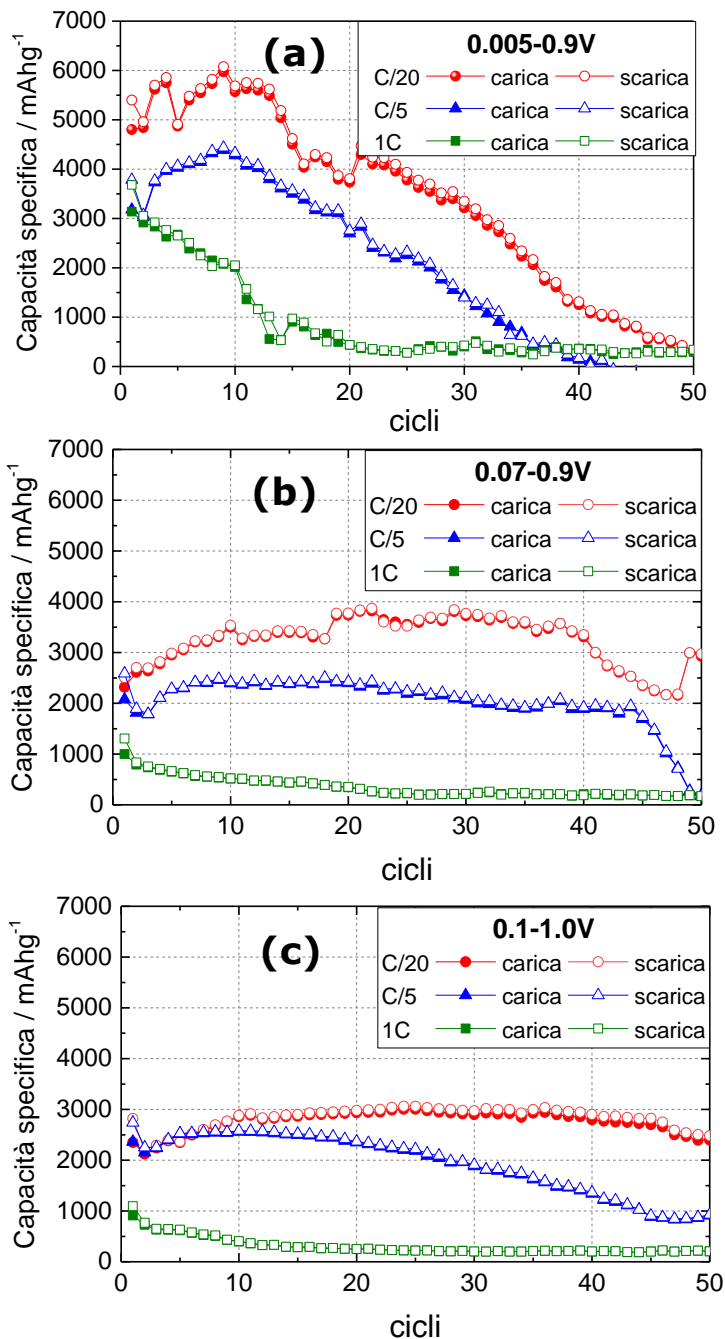 (a)
0.005-0.9V
C/20 carica scarica
C/5 carica scarica
1C carica scarica
7000
6000
5000
4000
3000
2000
1000
0
Capacità specifica / mAhg-1
0 10 20 30 40 50
cicli
(b)
0.07-0.9V
C/20 carica scarica
C/5 carica scarica
1C carica scarica
7000
6000
5000
4000
3000
2000
1000
0
Capacità specifica / mAhg-1
0 10 20 30 40 50
cicli
(c)
0.1-1.0V
C/20 carica scarica
C/5 carica scarica
1C carica scarica
7000
6000
5000
4000
3000
2000
1000
0
Capacità specifica / mAhg-1
0 10 20 30 40 50
cicli